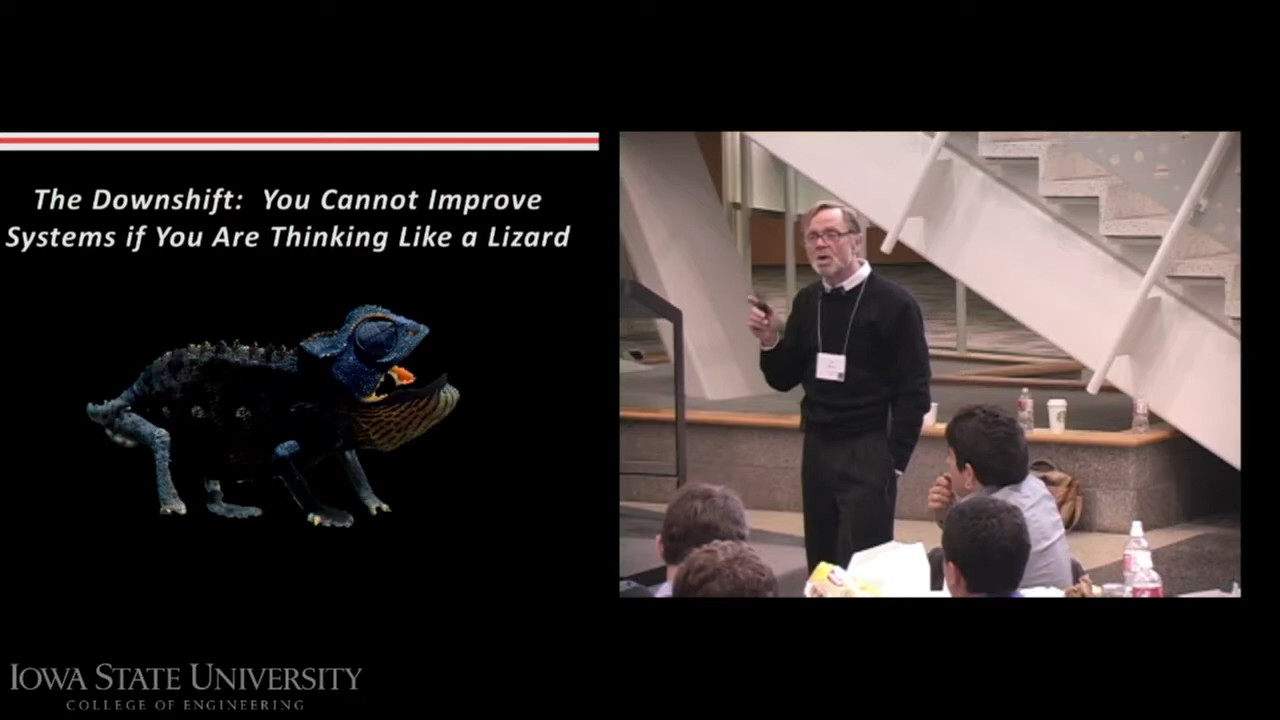 The Downshift: You Cannot Improve
Systems if You Are Thinking Like a Lizard
IOWA STATE UNIVERSITY
COLLEGE OF ENGINEERING